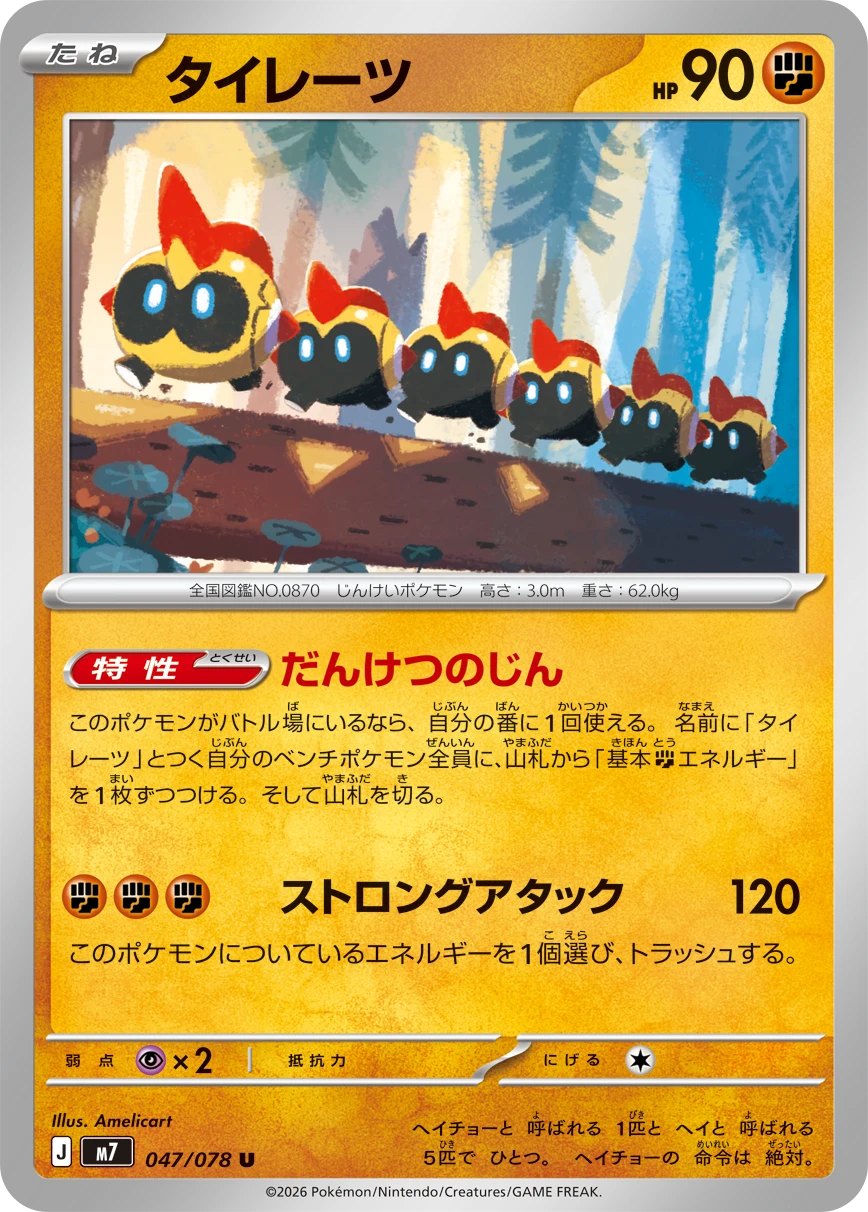 たね
タイレーツ
HP 90
全国図鑑NO.0870 じんけいポケモン 高さ:3.0m 重さ:62.0kg
特性 とくせい だんけつのじん
このポケモンがバトル場にいるなら、自分の番に1回使える。名前に「タイ
レーツ」とつく自分のベンチポケモン全員に、山札から「基本エネルギー」
を1枚ずつつける。そして山札を切る。
ストロングアタック 120
このポケモンについているエネルギーを1個選び、トラッシュする。
弱点 ×2 抵抗力 にげる
Illus. Amelicart
ヘイチョーと 呼ばれる 1匹と ヘイと 呼ばれる
5匹で ひとつ。 ヘイチョーの 命令は 絶対。
J m7 047/078 U
©2026 Pokémon/Nintendo/Creatures/GAME FREAK.